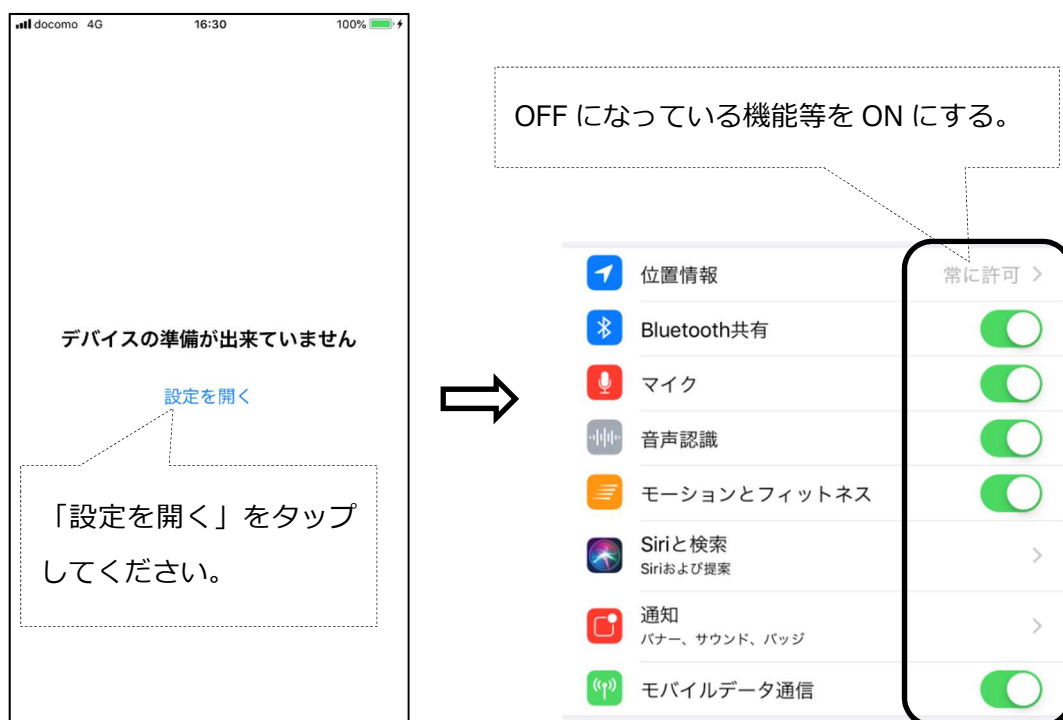 docomo 4G 16:30 100%
デバイスの準備が出来ていません
設定を開く
「設定を開く」をタップ
してください。
OFF になっている機能等を ON にする。
位置情報 常に許可
Bluetooth共有
マイク
音声認識
モーションとフィットネス
Siriと検索
Siriおよび提案
通知
バナー、サウンド、バッジ
モバイルデータ通信